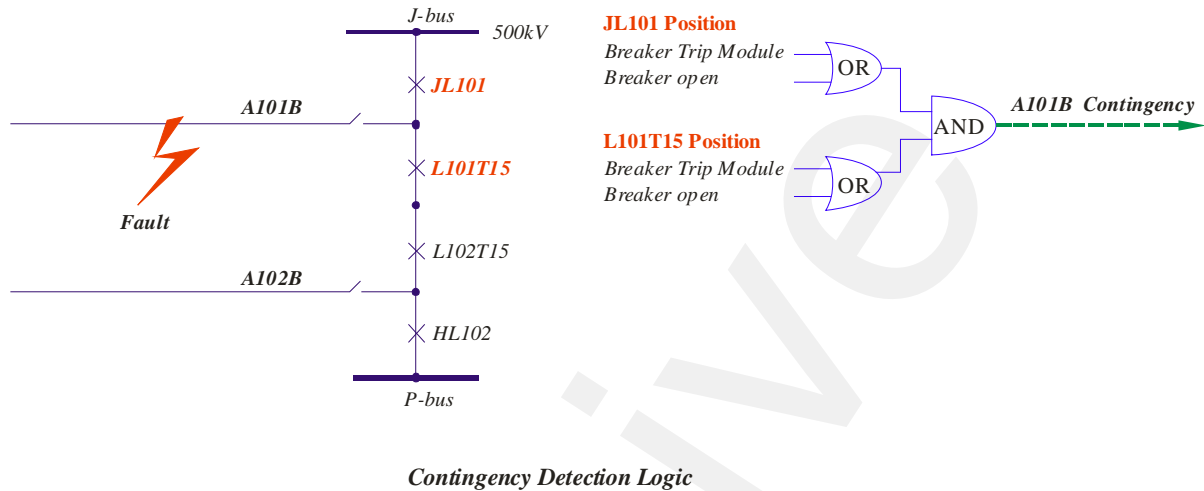 J-bus
500kV
JL101
A101B
L101T15
Fault
L102T15
A102B
HL102
P-bus
JL101 Position
Breaker Trip Module
Breaker open
OR
AND
A101B Contingency
L101T15 Position
Breaker Trip Module
Breaker open
OR
Contingency Detection Logic